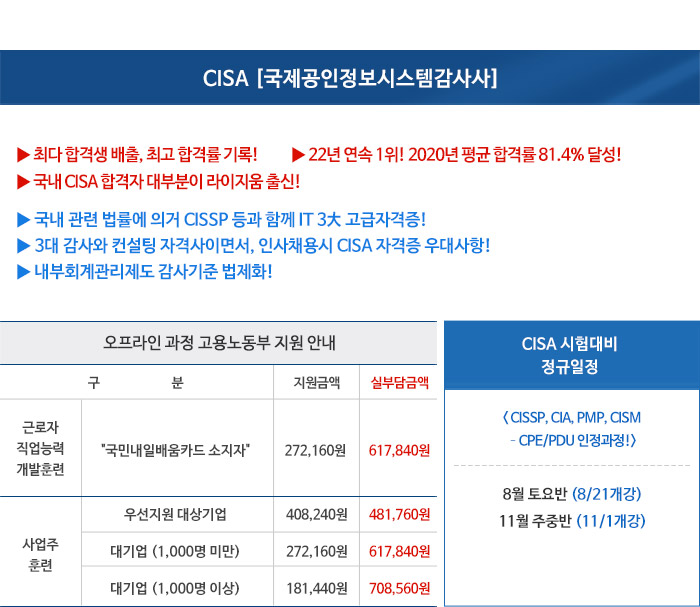 CISA [국제공인정보시스템감사사]
▶ 최다 합격생 배출, 최고 합격률 기록! ▶ 22년 연속 1위! 2020년 평균 합격률 81.4% 달성!
▶ 국내 CISA 합격자 대부분이 라이지움 출신!
▶ 국내 관련 법률에 의거 CISSP 등과 함께 IT 3大 고급자격증!
▶ 3대 감사와 컨설팅 자격사이면서, 인사채용시 CISA 자격증 우대사항!
▶ 내부회계관리제도 감사기준 법제화!
오프라인 과정 고용노동부 지원 안내
구 분 지원금액 실부담금액
근로자
직업능력
개발훈련
"국민내일배움카드 소지자" 272,160원 617,840원
사업주
훈련
우선지원 대상기업 408,240원 481,760원
대기업 (1,000명 미만) 272,160원 617,840원
대기업 (1,000명 이상) 181,440원 708,560원
CISA 시험대비
정규일정
< CISSP, CIA, PMP, CISM
- CPE/PDU 인정과정!>
8월 토요반 (8/21개강)
11월 주중반 (11/1개강)